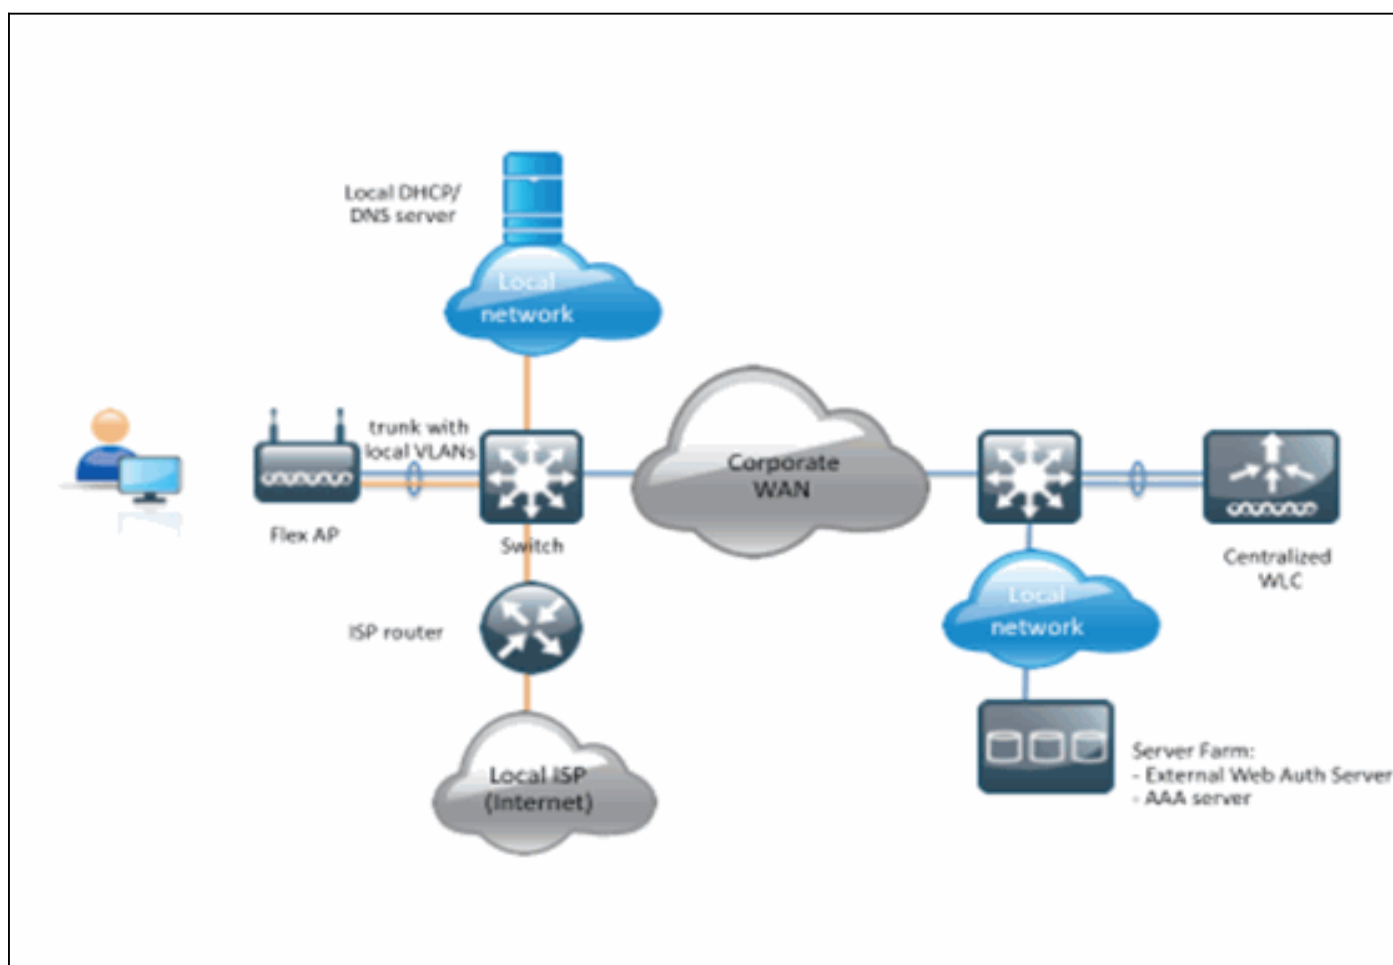 Local DHCP/
DNS server
Local
network
trunk with
local VLANs
Flex AP
Switch
Corporate
WAN
Centralized
WLC
ISP router
Local
network
Local ISP
(Internet)
Server Farm:
- External Web Auth Server
- AAA server